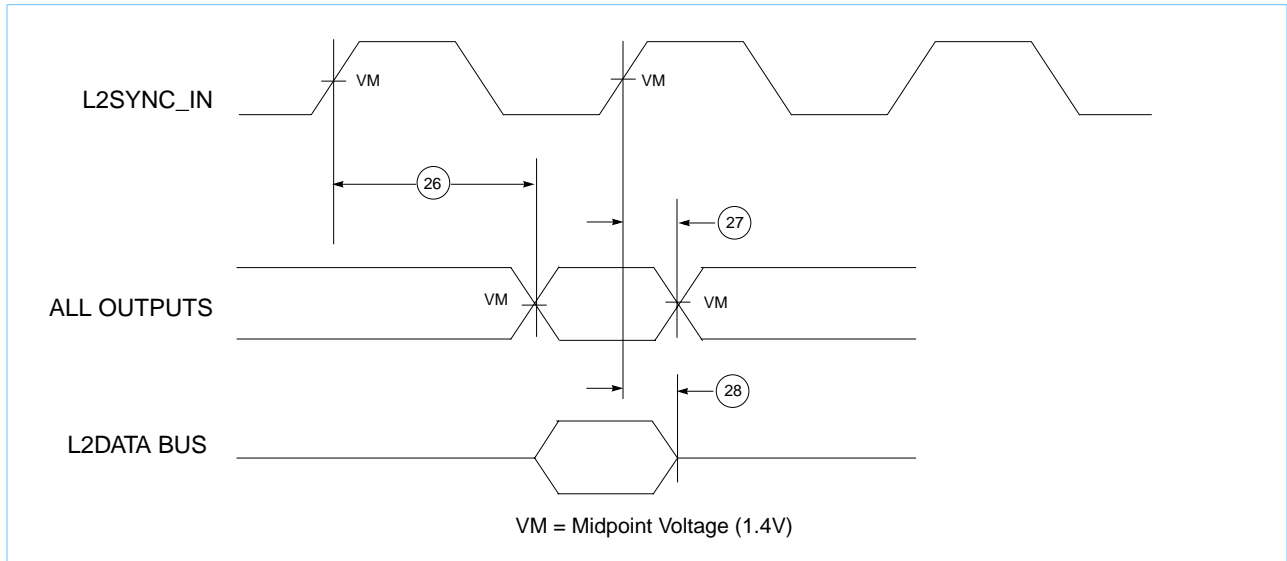 VM
VM
L2SYNC_IN
26
27
VM
VM
ALL OUTPUTS
28
L2DATA BUS
VM = Midpoint Voltage (1.4V)